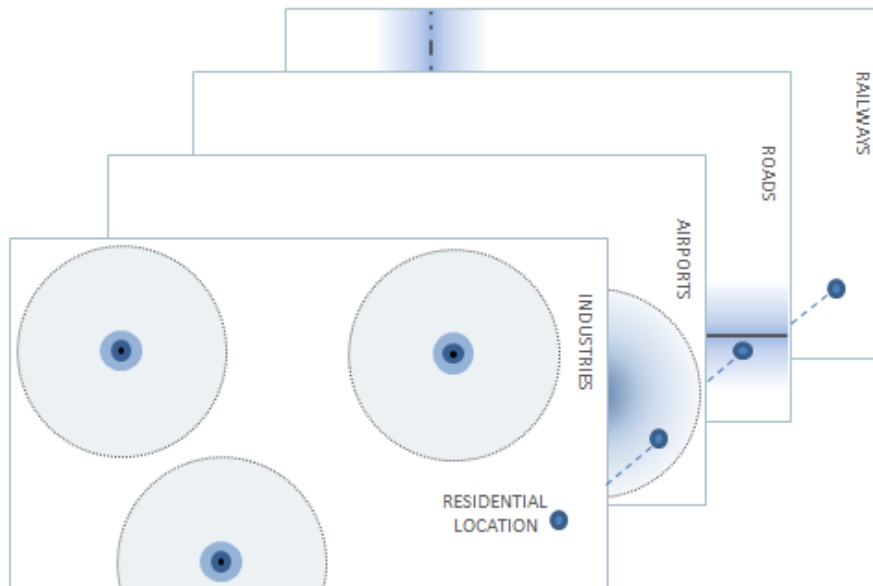 RAILWAYS
ROADS
AIRPORTS
INDUSTRIES
RESIDENTIAL
LOCATION